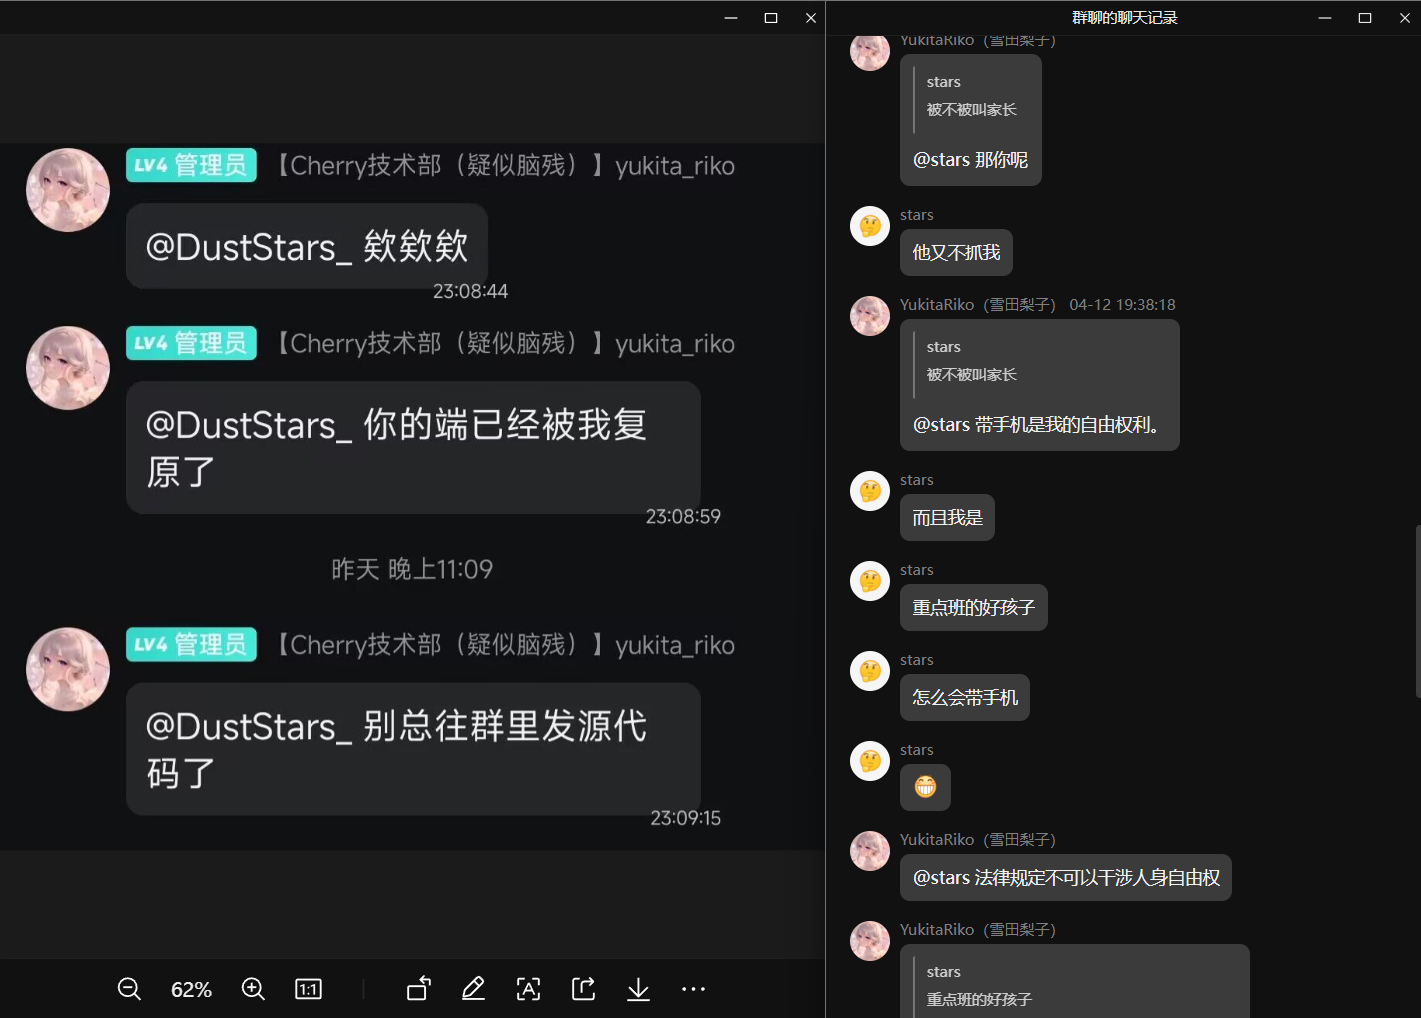 LV4 管理员 【Cherry技术部（疑似脑残）】yukita_riko
@DustStars_ 欸欸欸
23:08:44
LV4 管理员 【Cherry技术部（疑似脑残）】yukita_riko
@DustStars_ 你的端已经被我复
原了
23:08:59
昨天 晚上11:09
LV4 管理员 【Cherry技术部（疑似脑残）】yukita_riko
@DustStars_ 别总往群里发源代
码了
23:09:15
62%
1:1
A
群聊的聊天记录
YukitaRiko（雪田梨子）
stars
被不被叫家长
@stars 那你呢
stars
他又不抓我
YukitaRiko（雪田梨子） 04-12 19:38:18
stars
被不被叫家长
@stars 带手机是我的自由权利。
stars
而且我是
stars
重点班的好孩子
stars
怎么会带手机
stars
😁
YukitaRiko（雪田梨子）
@stars 法律规定不可以干涉人身自由权
YukitaRiko（雪田梨子）
stars
重点班的好孩子